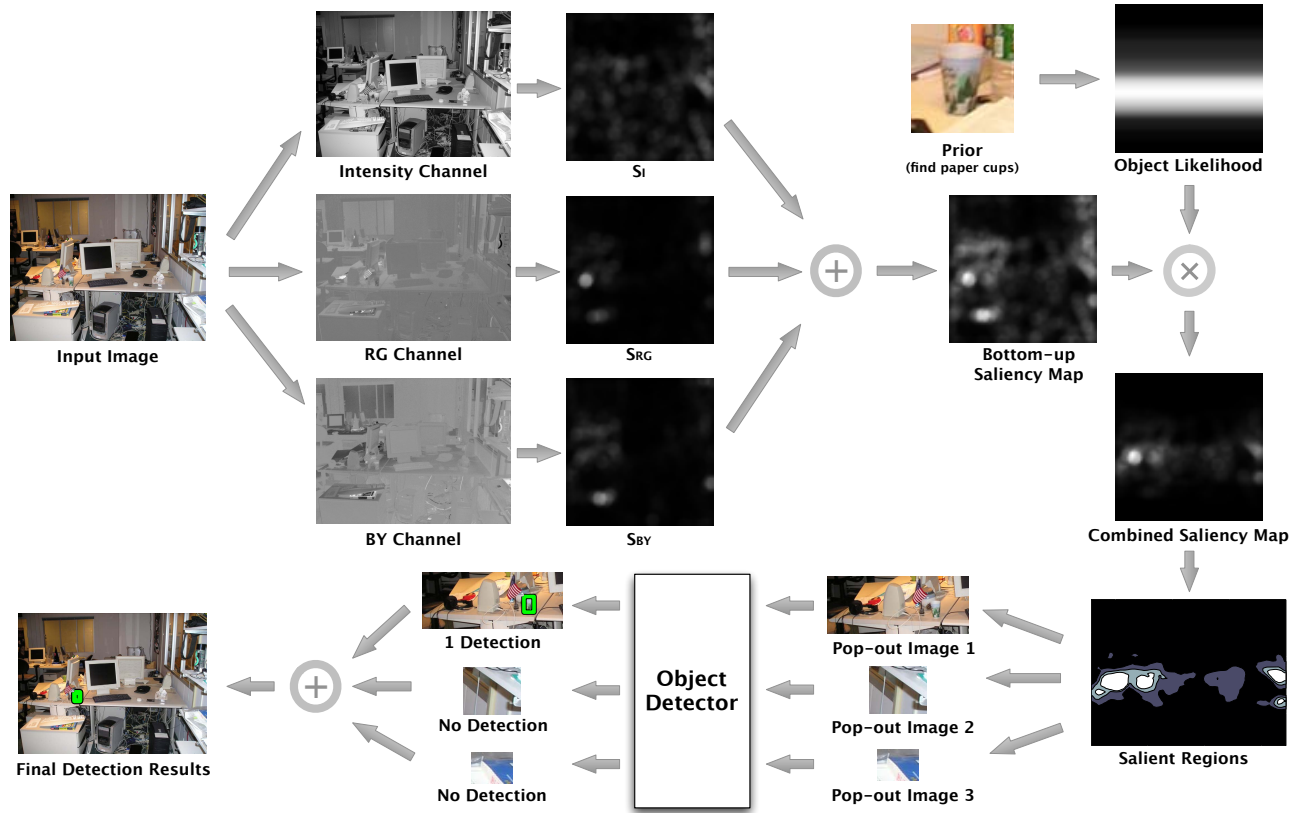 Intensity Channel
SI
Prior
(find paper cups)
Object Likelihood
Input Image
RG Channel
SRG
Bottom-up
Saliency Map
BY Channel
SBY
Combined Saliency Map
1 Detection
Object
Detector
Pop-out Image 1
No Detection
Pop-out Image 2
Final Detection Results
No Detection
Pop-out Image 3
Salient Regions